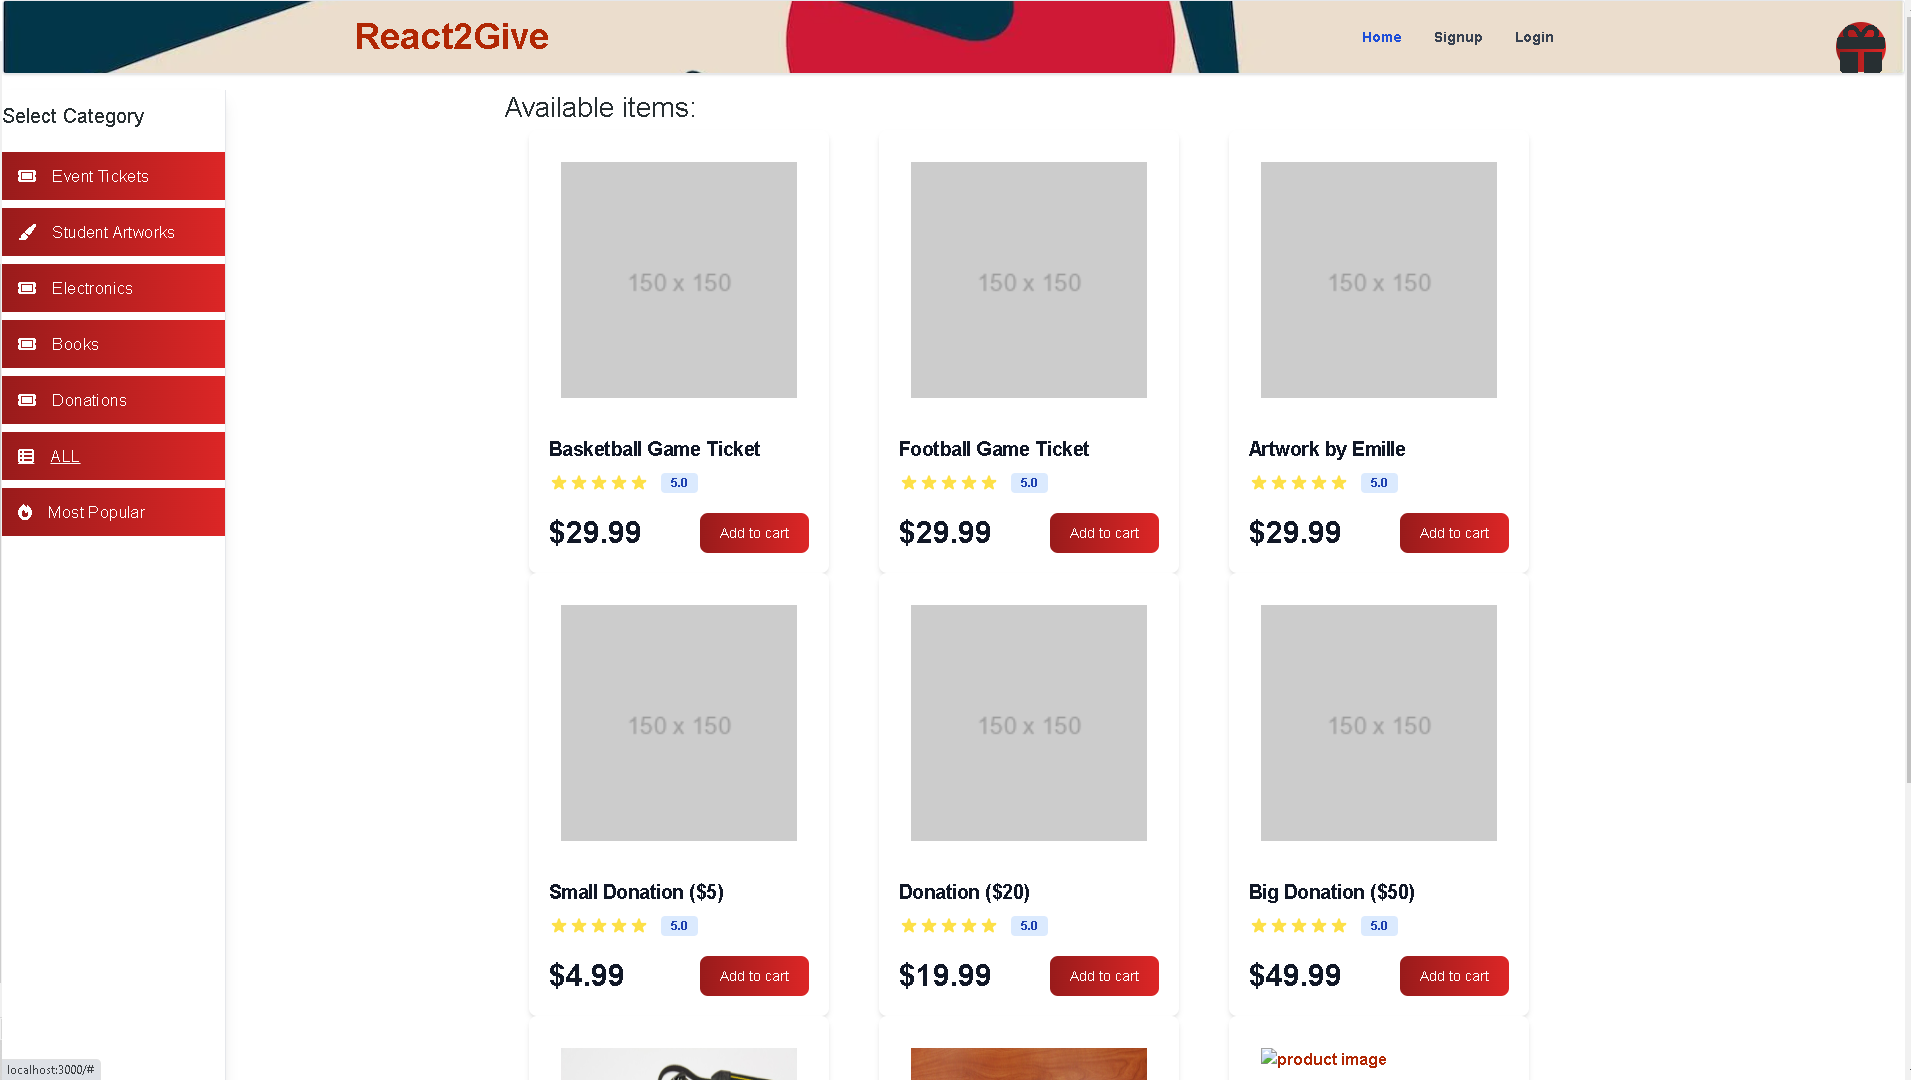 React2Give
Home Signup Login
Select Category
Event Tickets
Student Artworks
Electronics
Books
Donations
ALL
Most Popular
Available items:
150 x 150 150 x 150 150 x 150
Basketball Game Ticket Football Game Ticket Artwork by Emille
5.0 5.0 5.0
$29.99 Add to cart $29.99 Add to cart $29.99 Add to cart
150 x 150 150 x 150 150 x 150
Small Donation ($5) Donation ($20) Big Donation ($50)
5.0 5.0 5.0
$4.99 Add to cart $19.99 Add to cart $49.99 Add to cart
product image
localhost:3000/#